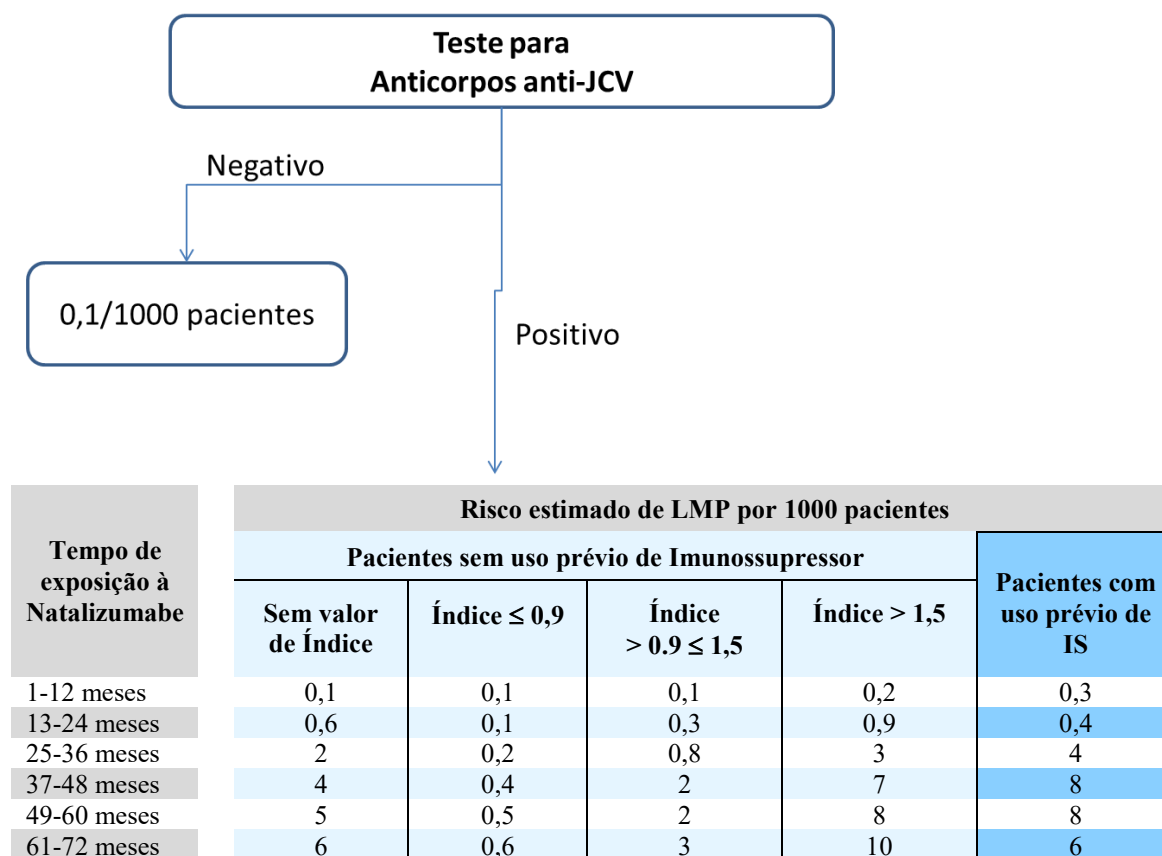 Teste para
Anticorpos anti-JCV
Negativo
0,1/1000 pacientes
Positivo
Tempo de
exposição à
Natalizumabe
Risco estimado de LMP por 1000 pacientes
Pacientes sem uso prévio de Imunossupressor
Pacientes com
uso prévio de
IS
Sem valor
de Índice
Índice ≤ 0,9
Índice
> 0.9 ≤ 1,5
Índice > 1,5
1-12 meses 0,1 0,1 0,1 0,2 0,3
13-24 meses 0,6 0,1 0,3 0,9 0,4
25-36 meses 2 0,2 0,8 3 4
37-48 meses 4 0,4 2 7 8
49-60 meses 5 0,5 2 8 8
61-72 meses 6 0,6 3 10 6